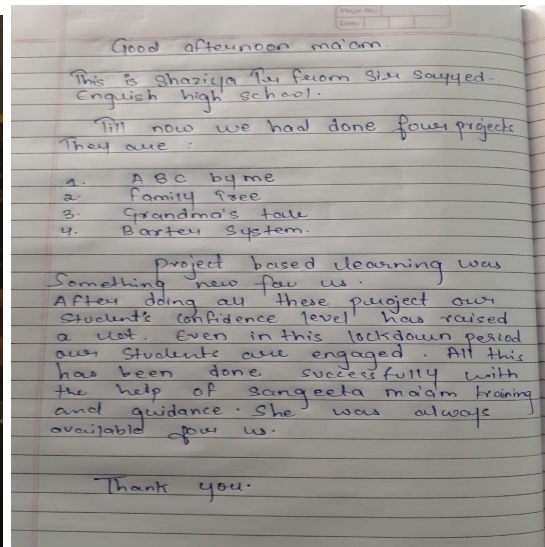 Page No.
Date
Good afternoon ma'am.
This is Shaziya Tr from Sir Sayyed
English high school.
Till now we had done four projects
They are :
1. A B C by me
2. Family Tree
3. Grandma's tale
4. Barter System.
Project based learning was
Something new for us.
After doing all these project our
Student's confidence level has raised
a lot. Even in this lockdown period
our Students are engaged. All this
has been done successfully with
the help of Sangeeta ma'am training
and guidance. She was always
available for us.
Thank you.